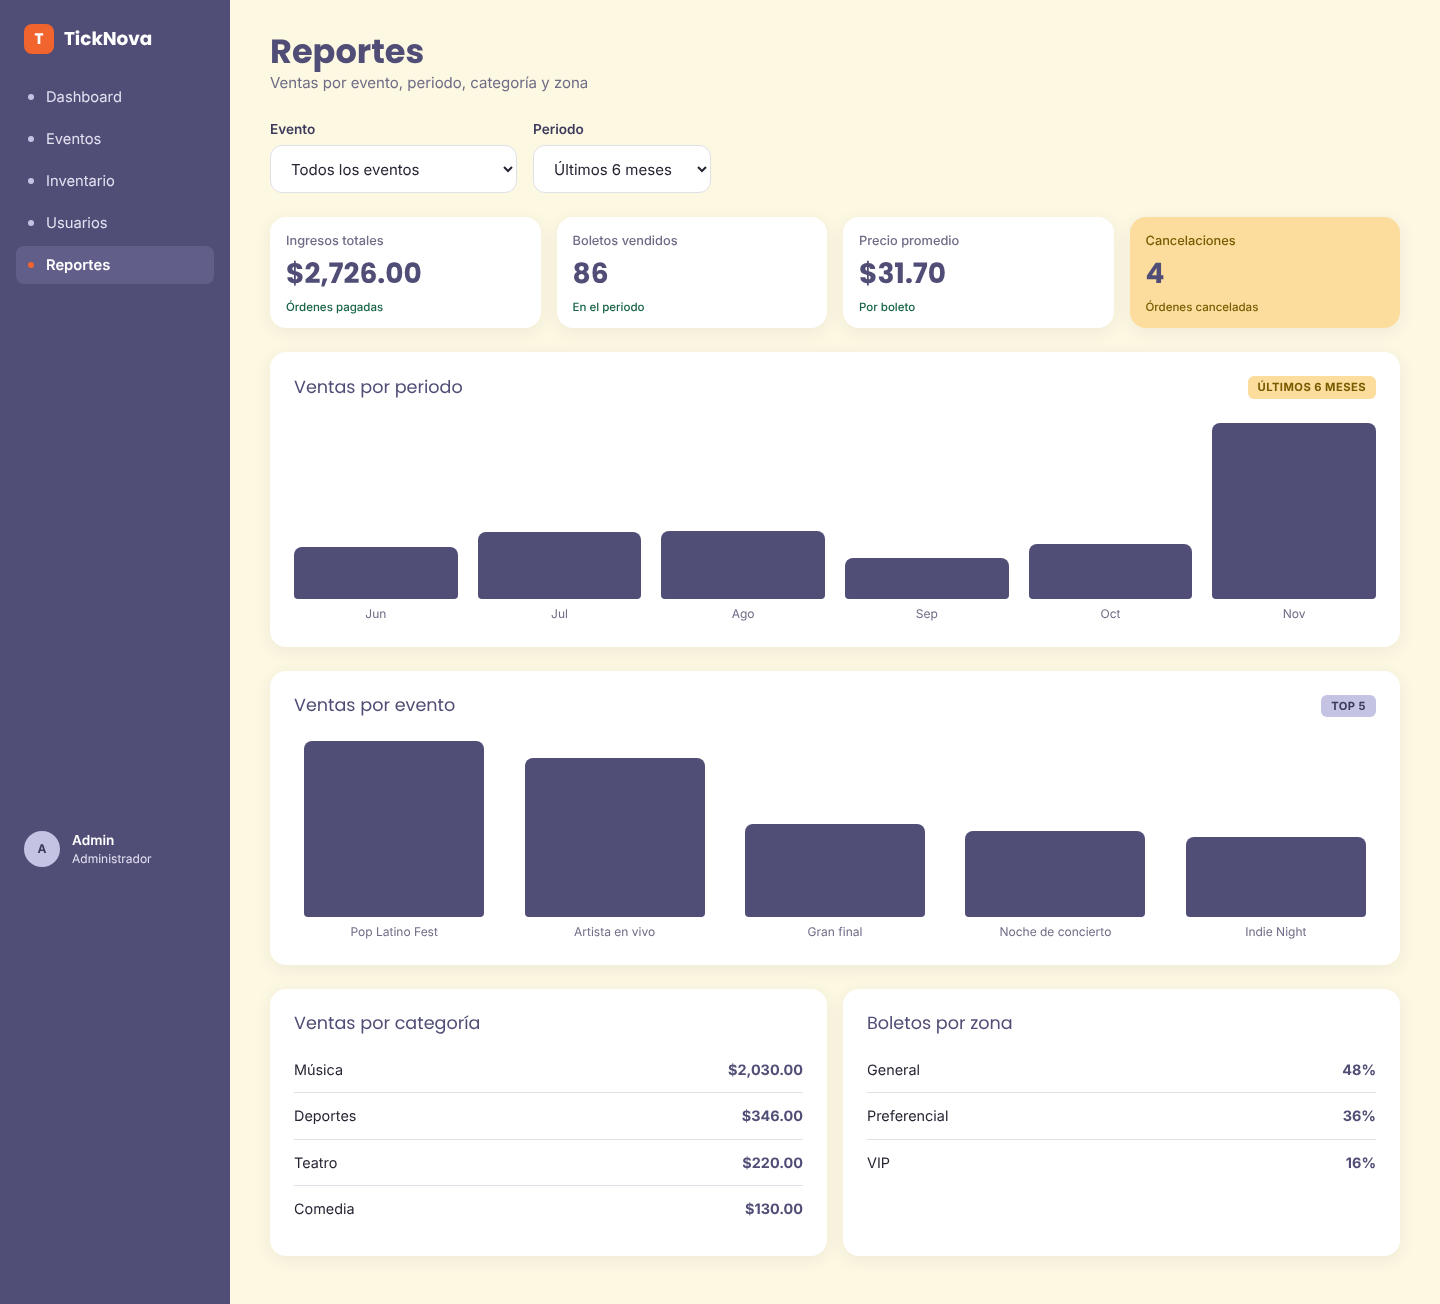 T
TickNova
Dashboard
Eventos
Inventario
Usuarios
Reportes
Admin
A
Administrador
Reportes
Ventas por evento, periodo, categoría y zona
Evento
Periodo
Todos los eventos
Últimos 6 meses
Ingresos totales
$2,726.00
Órdenes pagadas
Boletos vendidos
86
En el periodo
Precio promedio
$31.70
Por boleto
Cancelaciones
4
Órdenes canceladas
Ventas por periodo
ÚLTIMOS 6 MESES
Jun
Jul
Ago
Sep
Oct
Nov
Ventas por evento
TOP 5
Pop Latino Fest
Artista en vivo
Gran final
Noche de concierto
Indie Night
Ventas por categoría
Música $2,030.00
Deportes $346.00
Teatro $220.00
Comedia $130.00
Boletos por zona
General 48%
Preferencial 36%
VIP 16%